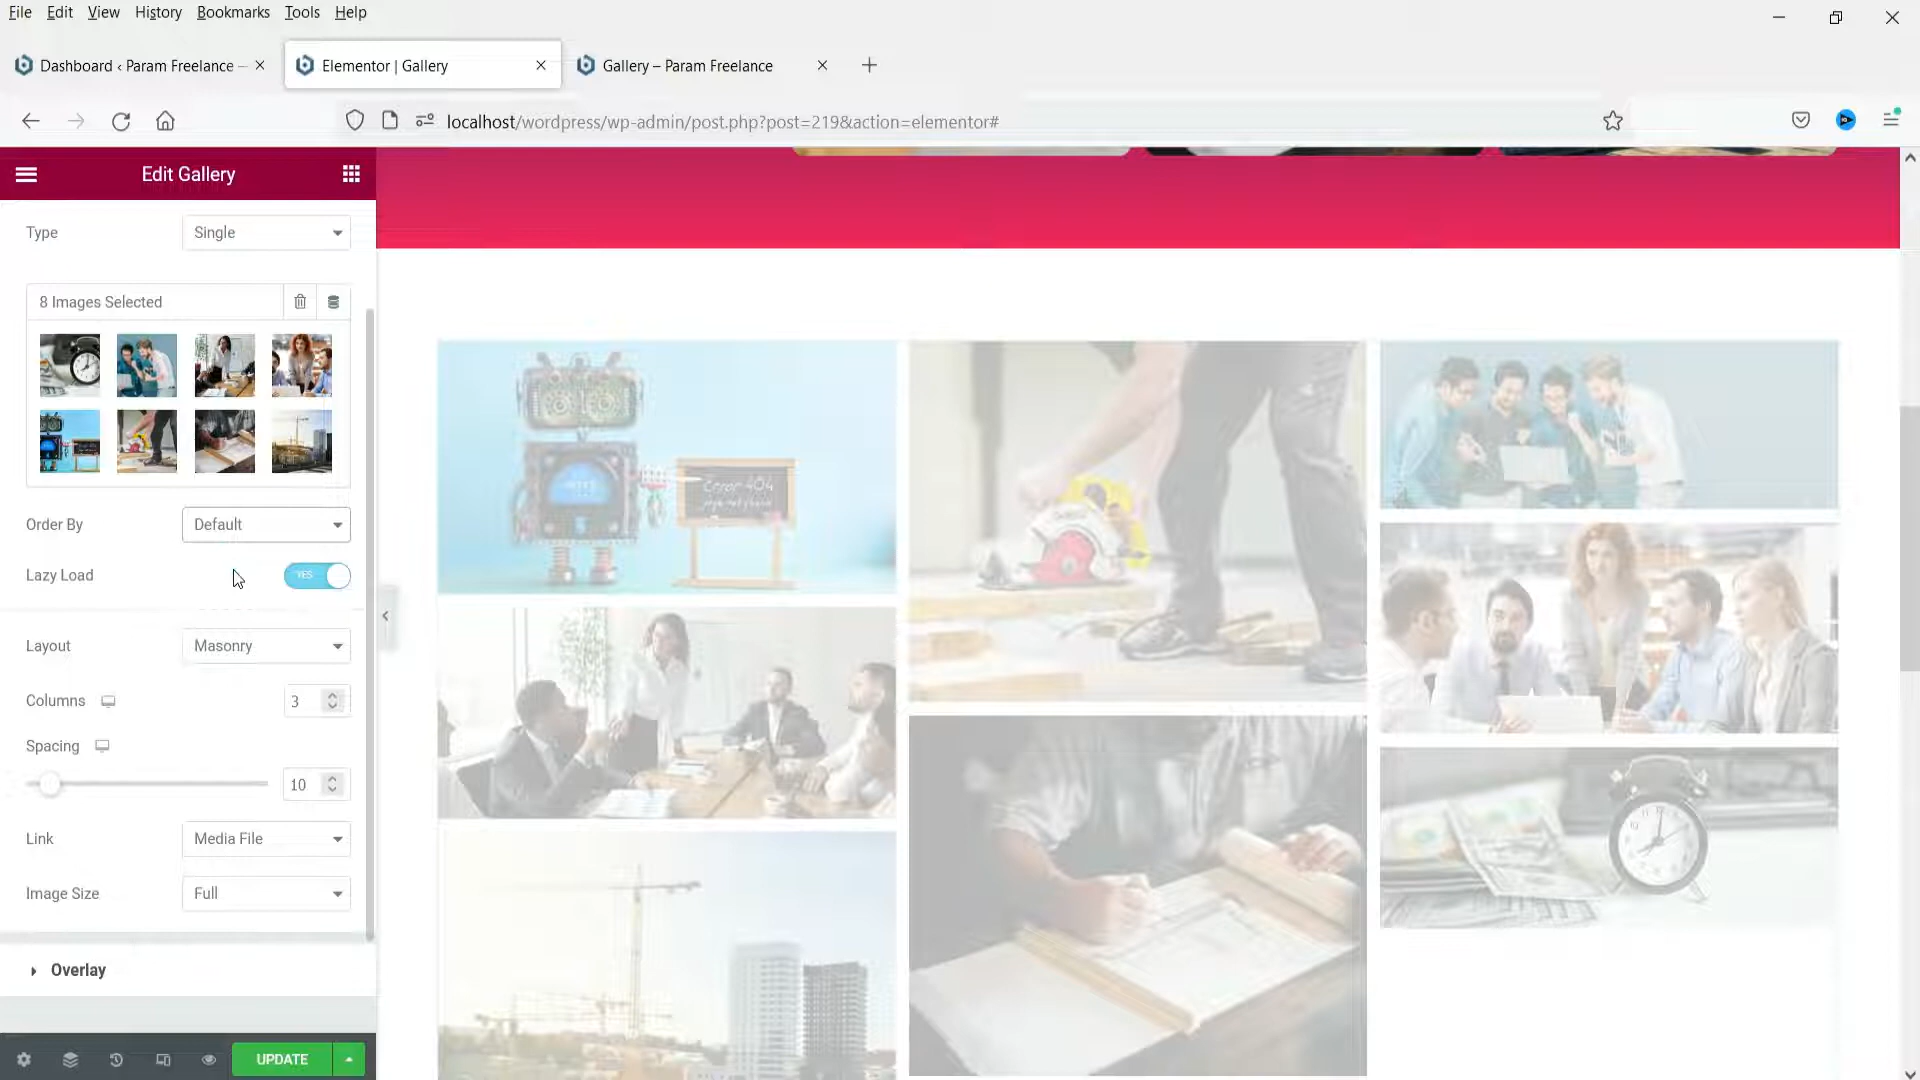 File Edit View History Bookmarks Tools Help
Dashboard ‹ Param Freelance —
Elementor | Gallery
Gallery – Param Freelance
localhost/wordpress/wp-admin/post.php?post=219&action=elementor#
Edit Gallery
Type
Single
8 Images Selected
Order By
Default
Lazy Load
YES
Layout
Masonry
Columns
3
Spacing
10
Link
Media File
Image Size
Full
Overlay
UPDATE
Error 404